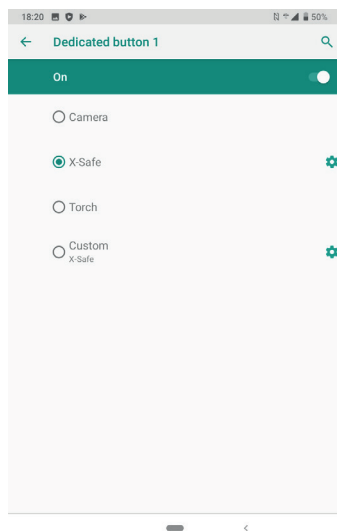 18:20 50%
Dedicated button 1
On
Camera
X-Safe
Torch
Custom
X-Safe